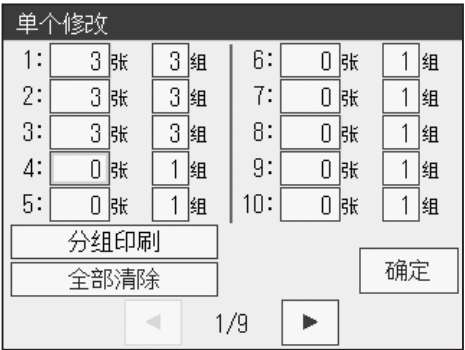 单个修改
1: 3张 3组 6: 0张 1组
2: 3张 3组 7: 0张 1组
3: 3张 3组 8: 0张 1组
4: 0张 1组 9: 0张 1组
5: 0张 1组 10: 0张 1组
分组印刷
全部清除
确定
◀ 1/9 ▶